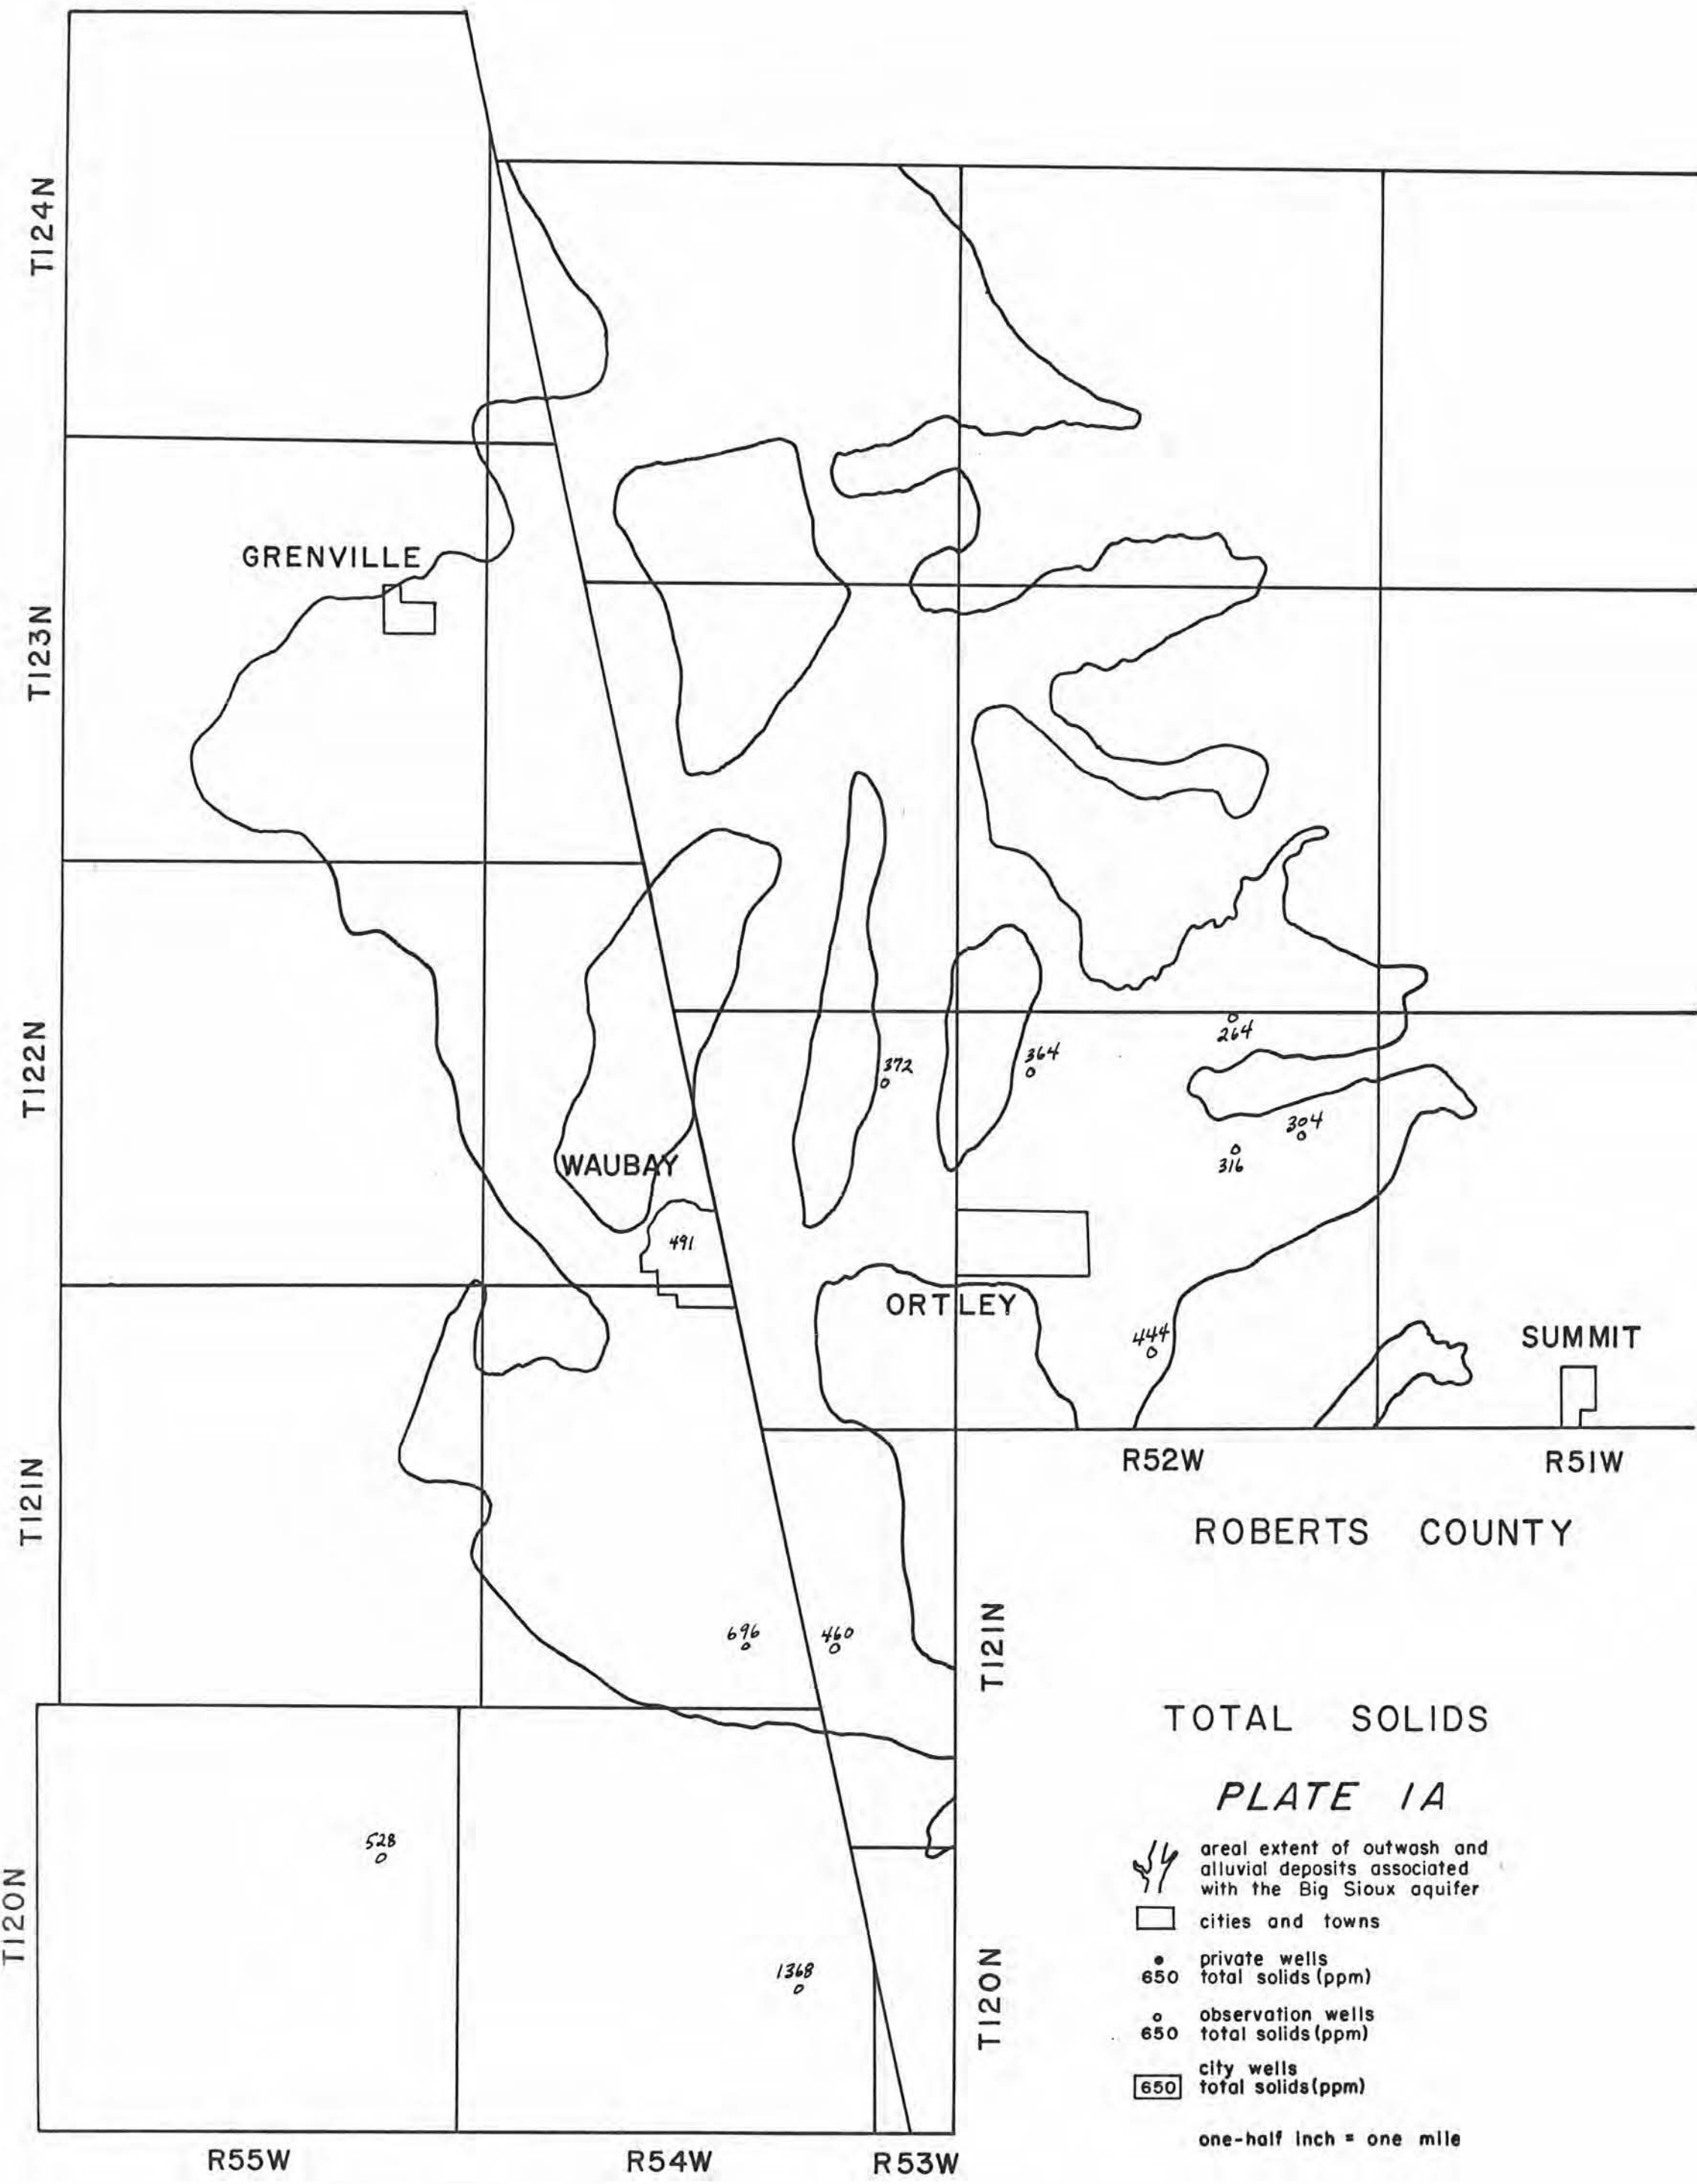 T124N
GRENVILLE
T123N
T122N
264
372
364
304
316
WAUBAY
491
ORTLEY
444
SUMMIT
R52W
R51W
T121N
ROBERTS COUNTY
696
460
T121N
TOTAL SOLIDS
PLATE 1A
areal extent of outwash and
alluvial deposits associated
with the Big Sioux aquifer
cities and towns
private wells
650 total solids (ppm)
observation wells
650 total solids (ppm)
city wells
650 total solids (ppm)
one-half inch = one mile
528
T120N
1368
T120N
R55W
R54W
R53W